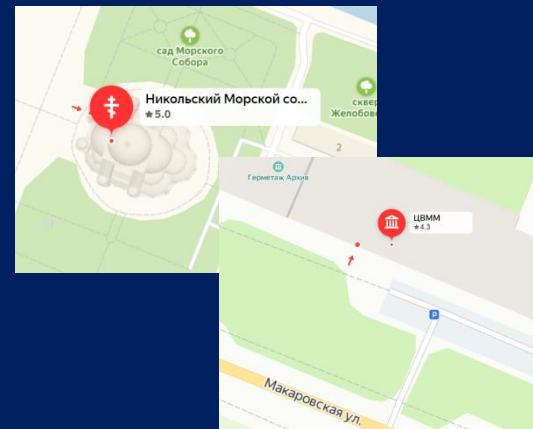 сад Морского
Собора
Никольский Морской со...
★5.0
сквер
Желобов
2
Герметаж Архив
ЦВММ
★4.3
P
Макаровская ул.